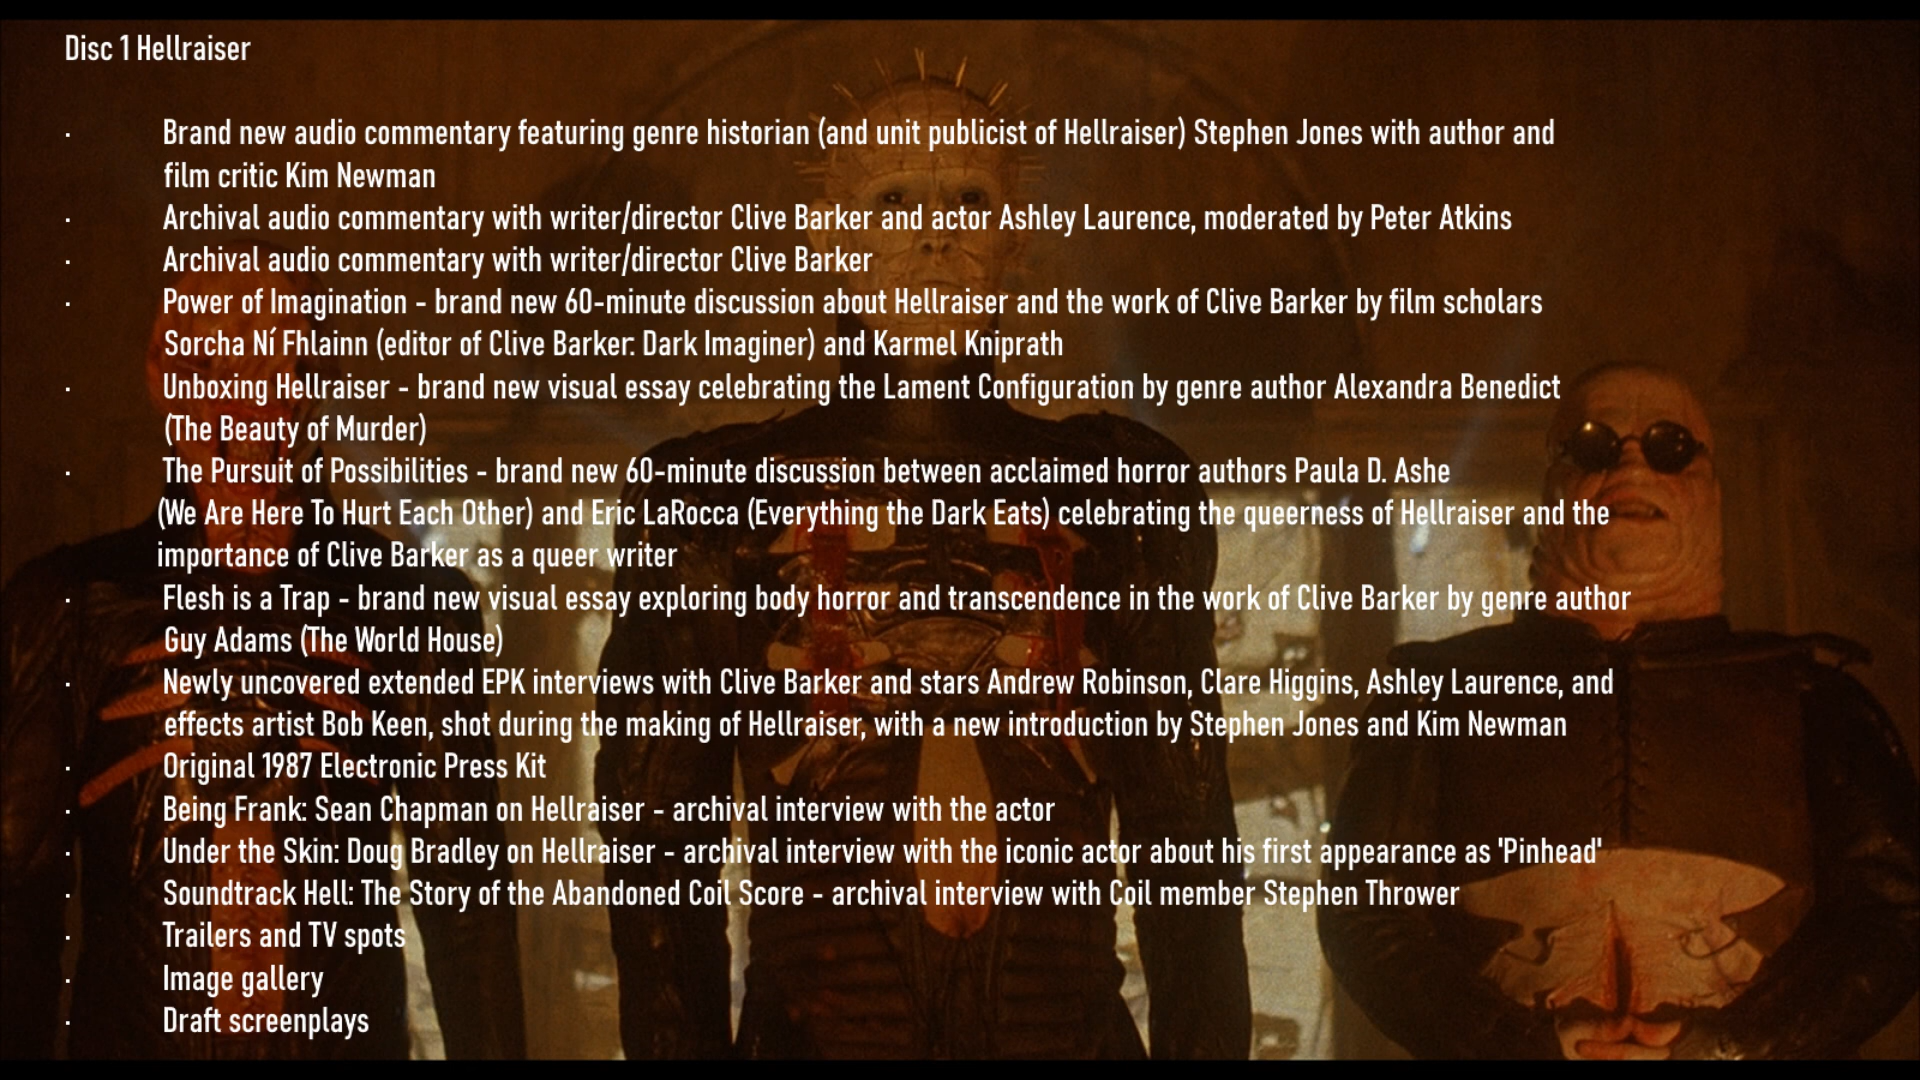 Disc 1 Hellraiser
· Brand new audio commentary featuring genre historian (and unit publicist of Hellraiser) Stephen Jones with author and
film critic Kim Newman
· Archival audio commentary with writer/director Clive Barker and actor Ashley Laurence, moderated by Peter Atkins
· Archival audio commentary with writer/director Clive Barker
· Power of Imagination - brand new 60-minute discussion about Hellraiser and the work of Clive Barker by film scholars
Sorcha Ní Fhlainn (editor of Clive Barker: Dark Imaginer) and Karmel Kniprath
· Unboxing Hellraiser - brand new visual essay celebrating the Lament Configuration by genre author Alexandra Benedict
(The Beauty of Murder)
· The Pursuit of Possibilities - brand new 60-minute discussion between acclaimed horror authors Paula D. Ashe
(We Are Here To Hurt Each Other) and Eric LaRocca (Everything the Dark Eats) celebrating the queerness of Hellraiser and the
importance of Clive Barker as a queer writer
· Flesh is a Trap - brand new visual essay exploring body horror and transcendence in the work of Clive Barker by genre author
Guy Adams (The World House)
· Newly uncovered extended EPK interviews with Clive Barker and stars Andrew Robinson, Clare Higgins, Ashley Laurence, and
effects artist Bob Keen, shot during the making of Hellraiser, with a new introduction by Stephen Jones and Kim Newman
· Original 1987 Electronic Press Kit
· Being Frank: Sean Chapman on Hellraiser - archival interview with the actor
· Under the Skin: Doug Bradley on Hellraiser - archival interview with the iconic actor about his first appearance as 'Pinhead'
· Soundtrack Hell: The Story of the Abandoned Coil Score - archival interview with Coil member Stephen Thrower
· Trailers and TV spots
· Image gallery
· Draft screenplays